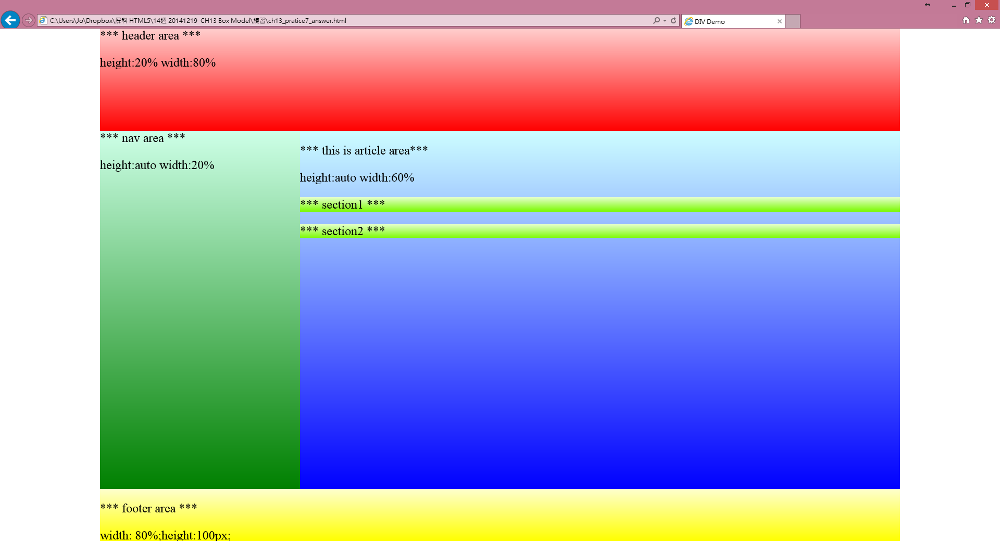 C:\Users\Jo\Dropbox\屏科 HTML5\14週 20141219  CH13 Box Model\練習\ch13_pratice7_answer.html
DIV Demo
*** header area ***
height:20% width:80%
*** nav area ***
height:auto width:20%
*** this is article area***
height:auto width:60%
*** section1 ***
*** section2 ***
*** footer area ***
width: 80%;height:100px;